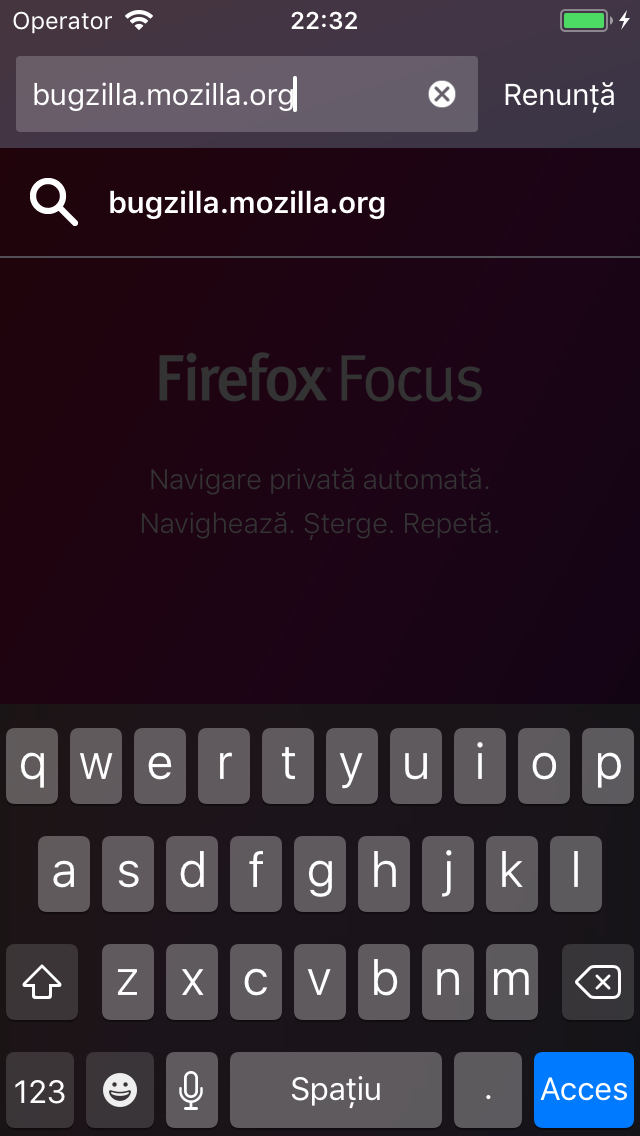 Operator 22:32
bugzilla.mozilla.org Renunță
bugzilla.mozilla.org
Firefox Focus
Navigare privată automată.
Navighează. Șterge. Repetă.
q w e r t y u i o p
a s d f g h j k l
z x c v b n m
123 Spațiu . Acces